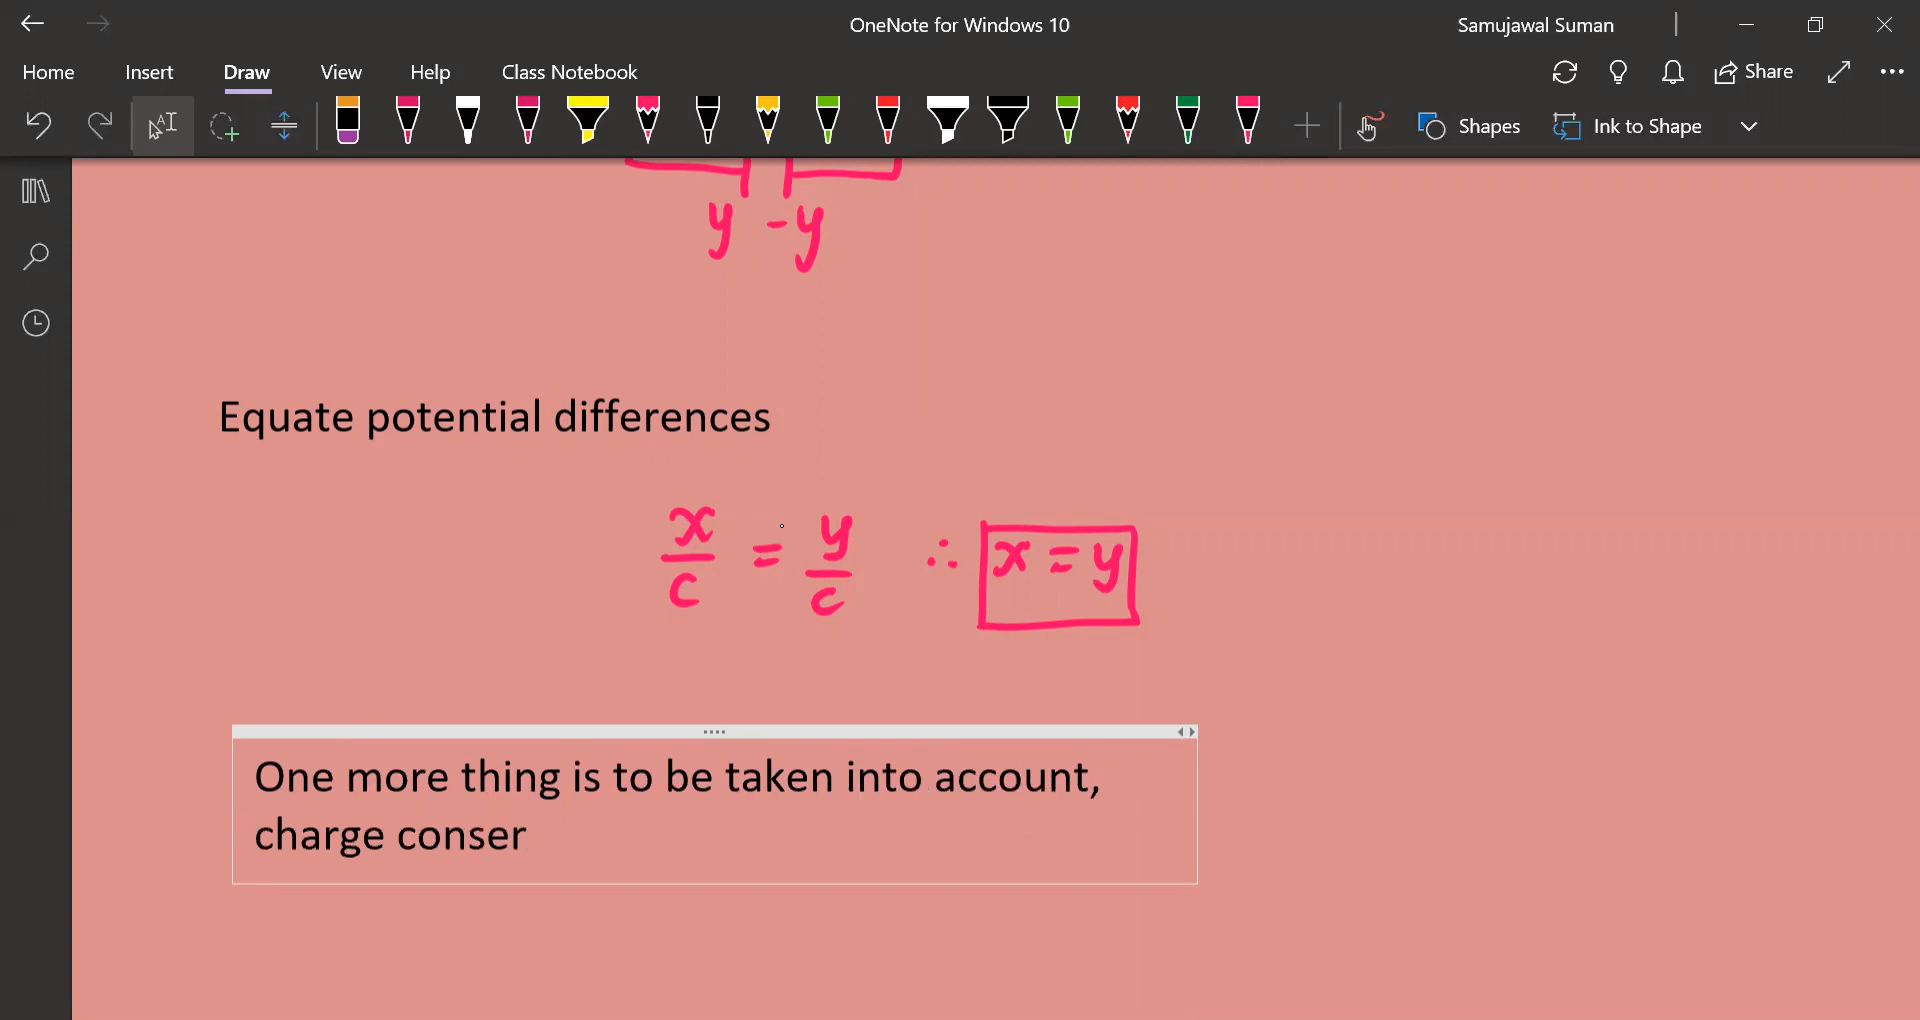 OneNote for Windows 10
Samujawal Suman
Home Insert Draw View Help Class Notebook
Share
Shapes Ink to Shape
y -y
Equate potential differences
x/c = y/c ∴ x = y
One more thing is to be taken into account,
charge conser